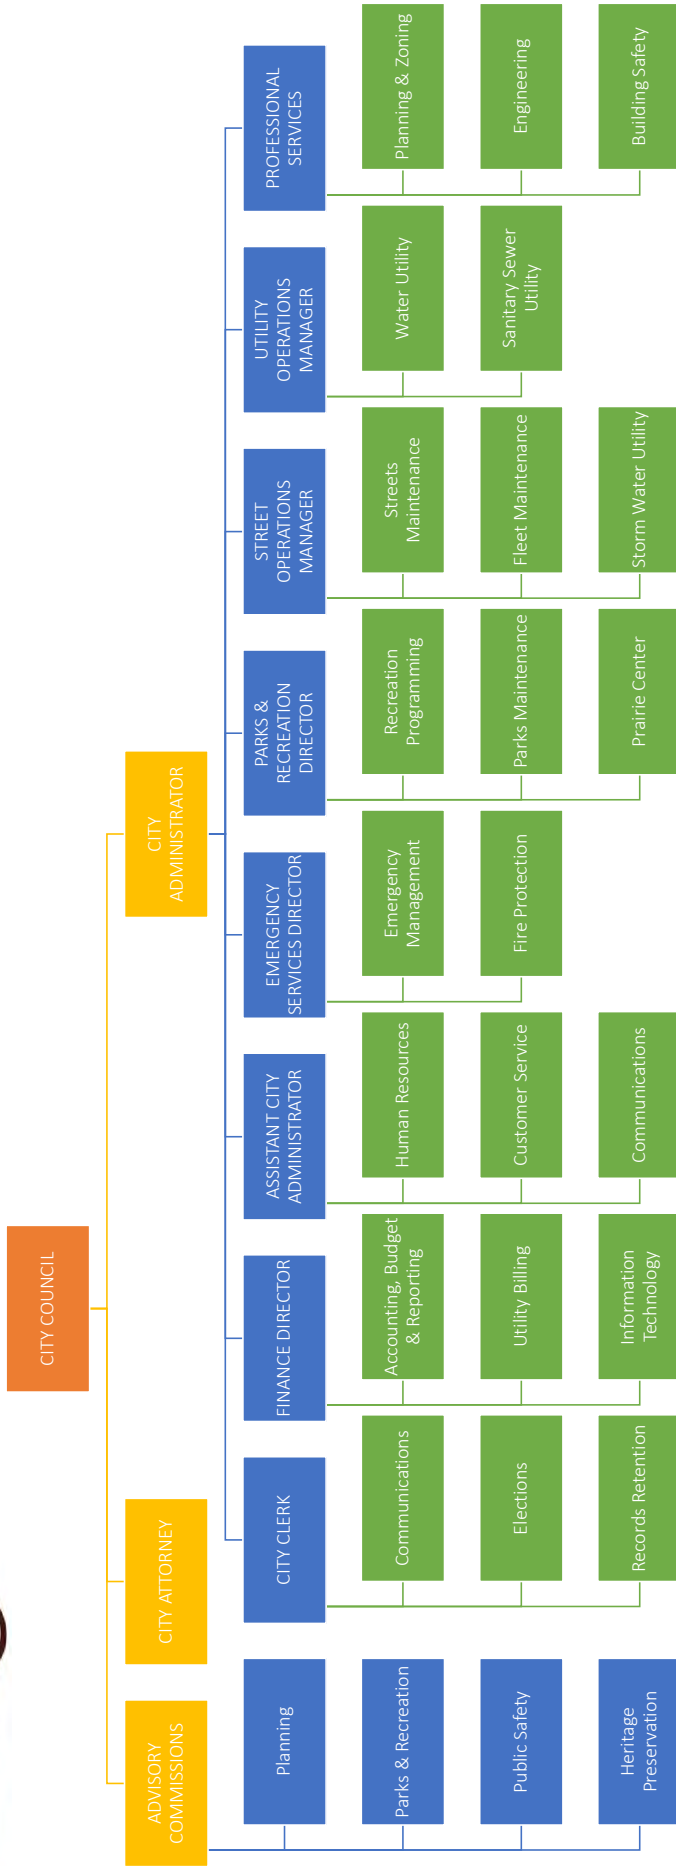 CITY COUNCIL
ADVISORY
COMMISSIONS
CITY ATTORNEY
CITY
ADMINISTRATOR
Planning
Parks & Recreation
Public Safety
Heritage
Preservation
CITY CLERK
Communications
Elections
Records Retention
FINANCE DIRECTOR
Accounting, Budget
& Reporting
Utility Billing
Information
Technology
ASSISTANT CITY
ADMINISTRATOR
Human Resources
Customer Service
Communications
EMERGENCY
SERVICES DIRECTOR
Emergency
Management
Fire Protection
PARKS &
RECREATION
DIRECTOR
Recreation
Programming
Parks Maintenance
Prairie Center
STREET
OPERATIONS
MANAGER
Streets
Maintenance
Fleet Maintenance
Storm Water Utility
UTILITY
OPERATIONS
MANAGER
Water Utility
Sanitary Sewer
Utility
PROFESSIONAL
SERVICES
Planning & Zoning
Engineering
Building Safety